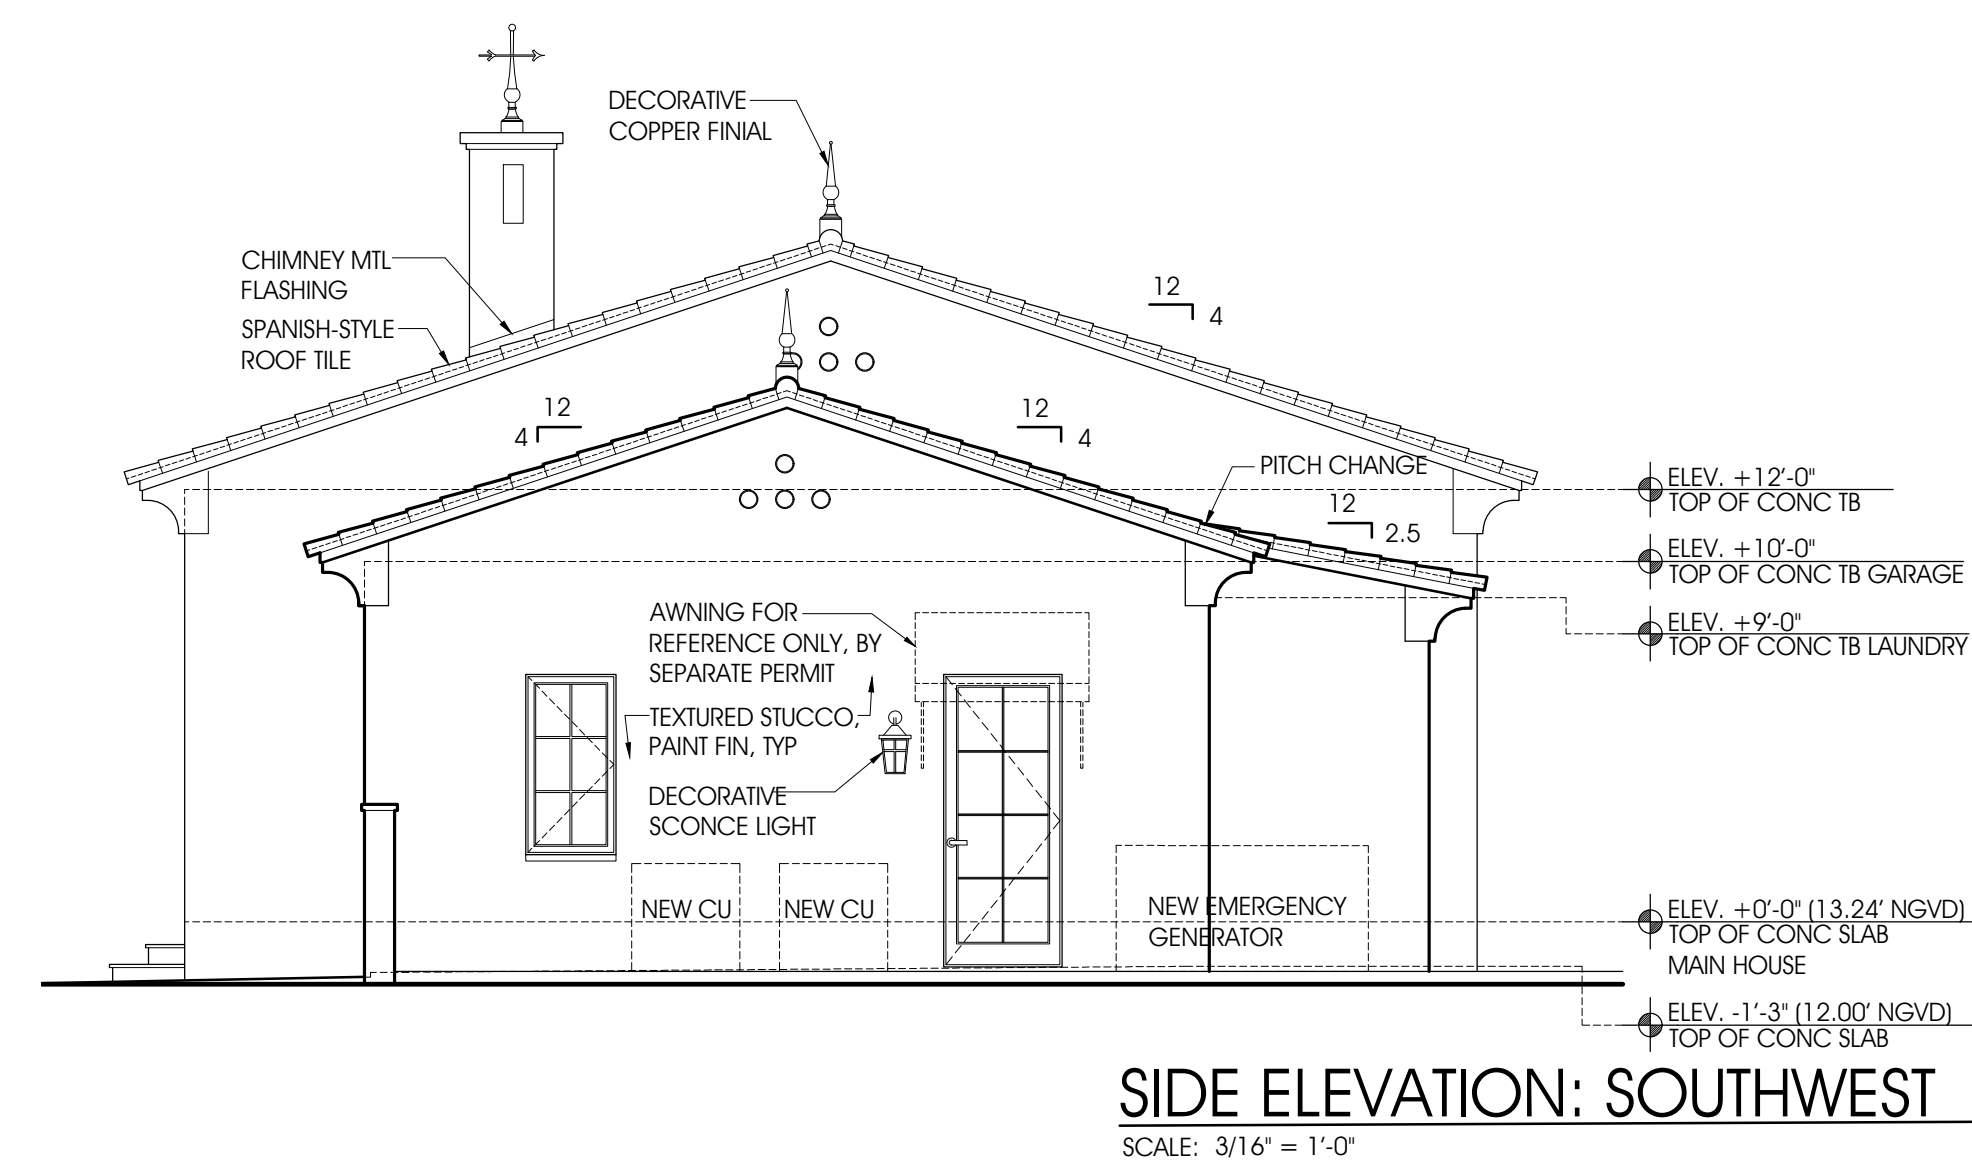 DECORATIVE
COPPER FINIAL
CHIMNEY MTL
FLASHING
SPANISH-STYLE
ROOF TILE
12
4
12
4
12
4
PITCH CHANGE
12
2.5
ELEV. +12'-0"
TOP OF CONC TB
ELEV. +10'-0"
TOP OF CONC TB GARAGE
ELEV. +9'-0"
TOP OF CONC TB LAUNDRY
AWNING FOR
REFERENCE ONLY, BY
SEPARATE PERMIT
TEXTURED STUCCO,
PAINT FIN, TYP
DECORATIVE
SCONCE LIGHT
NEW CU
NEW CU
NEW EMERGENCY
GENERATOR
ELEV. +0'-0" (13.24' NGVD)
TOP OF CONC SLAB
MAIN HOUSE
ELEV. -1'-3" (12.00' NGVD)
TOP OF CONC SLAB
SIDE ELEVATION: SOUTHWEST
SCALE: 3/16" = 1'-0"